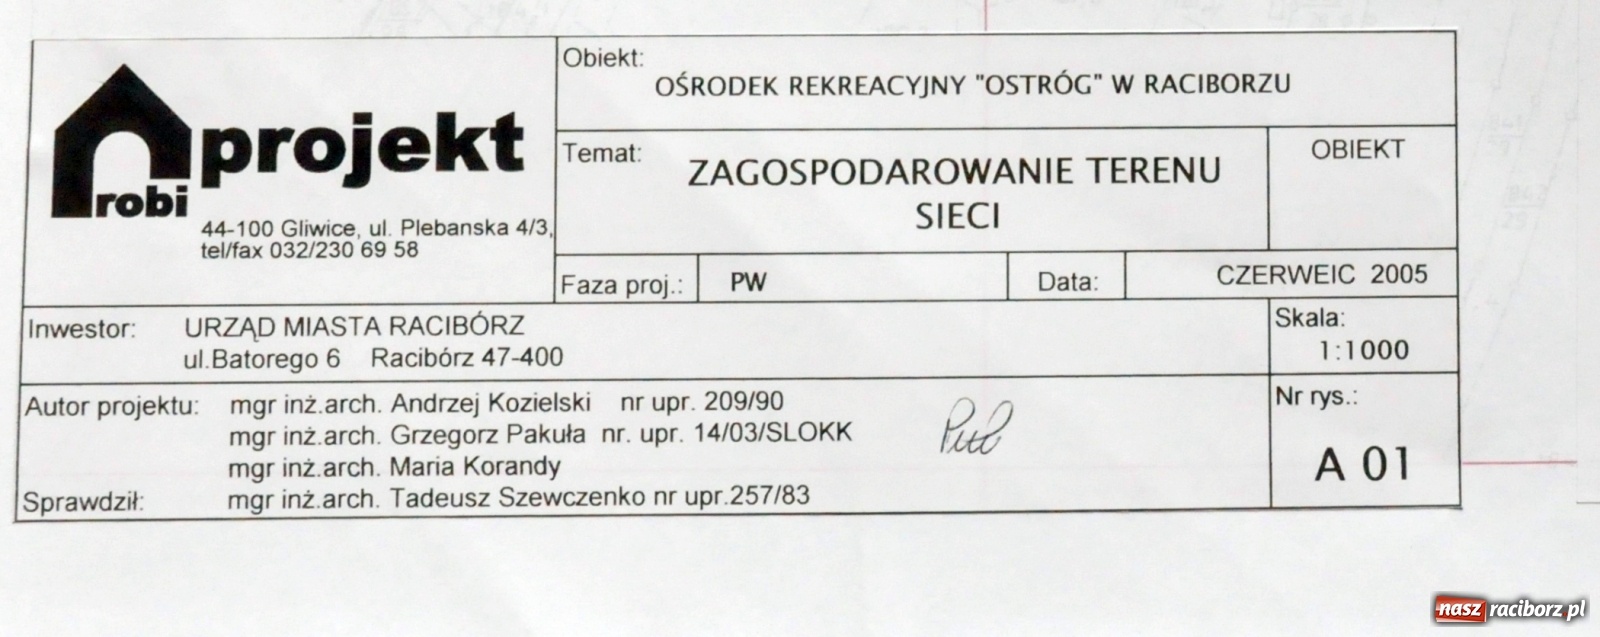 robi projekt
44-100 Gliwice, ul. Plebanska 4/3,
tel/fax 032/230 69 58
Obiekt:
OŚRODEK REKREACYJNY "OSTRÓG" W RACIBORZU
Temat:
ZAGOSPODAROWANIE TERENU
SIECI
OBIEKT
Faza proj.: PW Data: CZERWEIC 2005
Inwestor: URZĄD MIASTA RACIBÓRZ
ul.Batorego 6 Racibórz 47-400
Skala:
1:1000
Autor projektu: mgr inż.arch. Andrzej Kozielski nr upr. 209/90
mgr inż.arch. Grzegorz Pakuła nr. upr. 14/03/SLOKK
mgr inż.arch. Maria Korandy
Sprawdził: mgr inż.arch. Tadeusz Szewczenko nr upr.257/83
Nr rys.:
A 01
nasz raciborz.pl